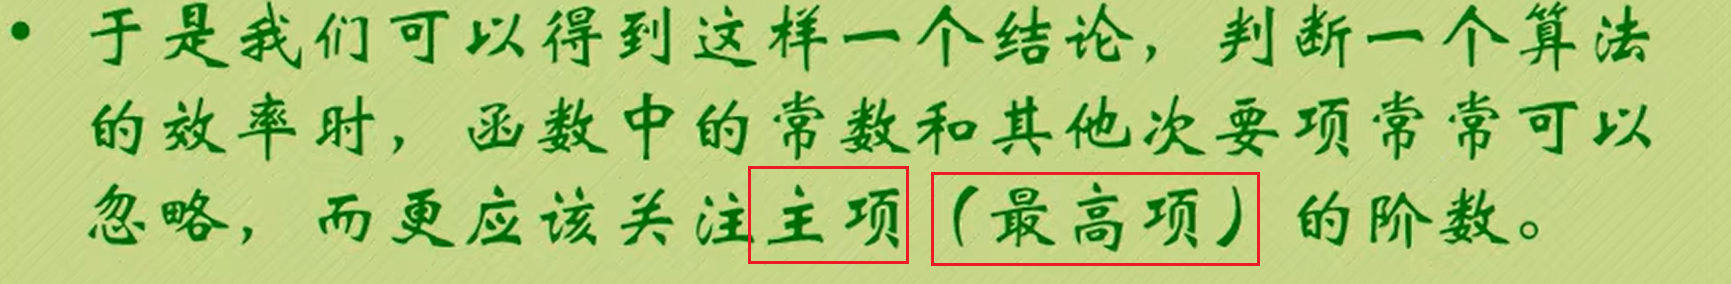 • 于是我们可以得到这样一个结论，判断一个算法
的效率时，函数中的常数和其他次要项常常可以
忽略，而更应该关注主项（最高项）的阶数。